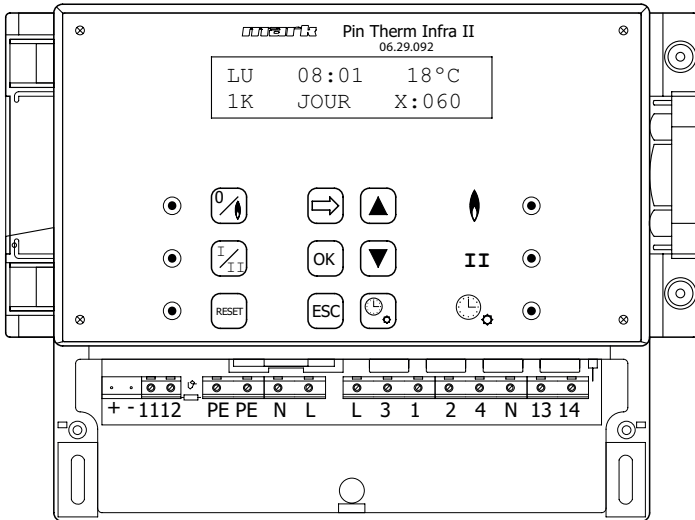 mark Pin Therm Infra II
06.29.092
LU 08:01 18°C
1K JOUR X:060
0/
I/II II
OK
RESET ESC
+ - 11 12 PE PE N L L 3 1 2 4 N 13 14